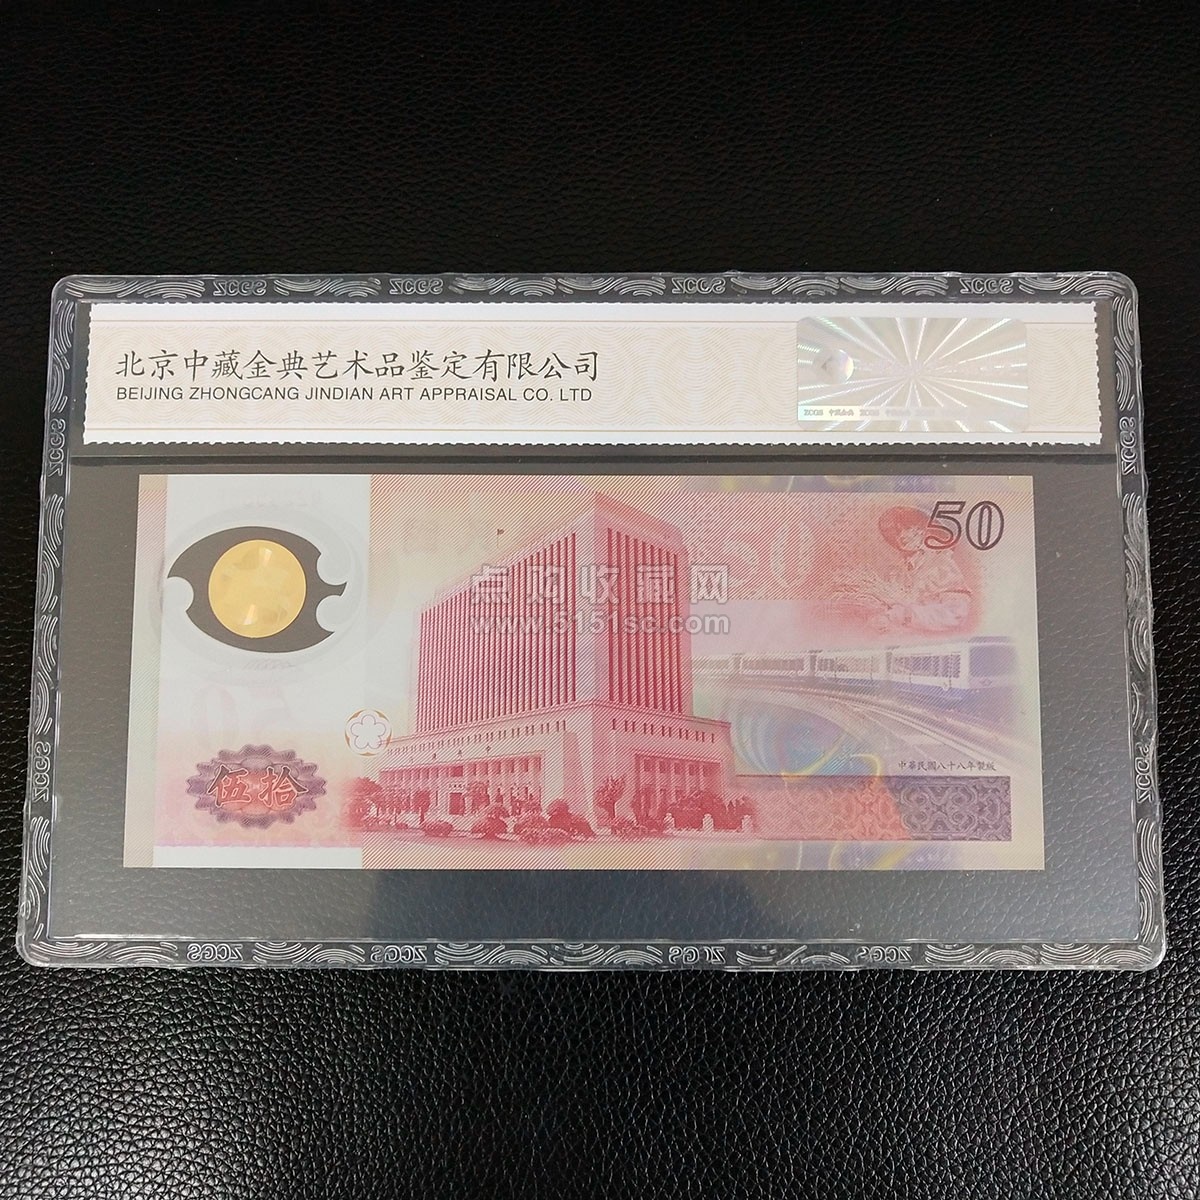 北京中藏金典艺术品鉴定有限公司
BEIJING ZHONGCANG JINDIAN ART APPRAISAL CO. LTD
ZCGS
50
点购收藏网
www.5151sc.com
中華民國八十八年製版
伍拾